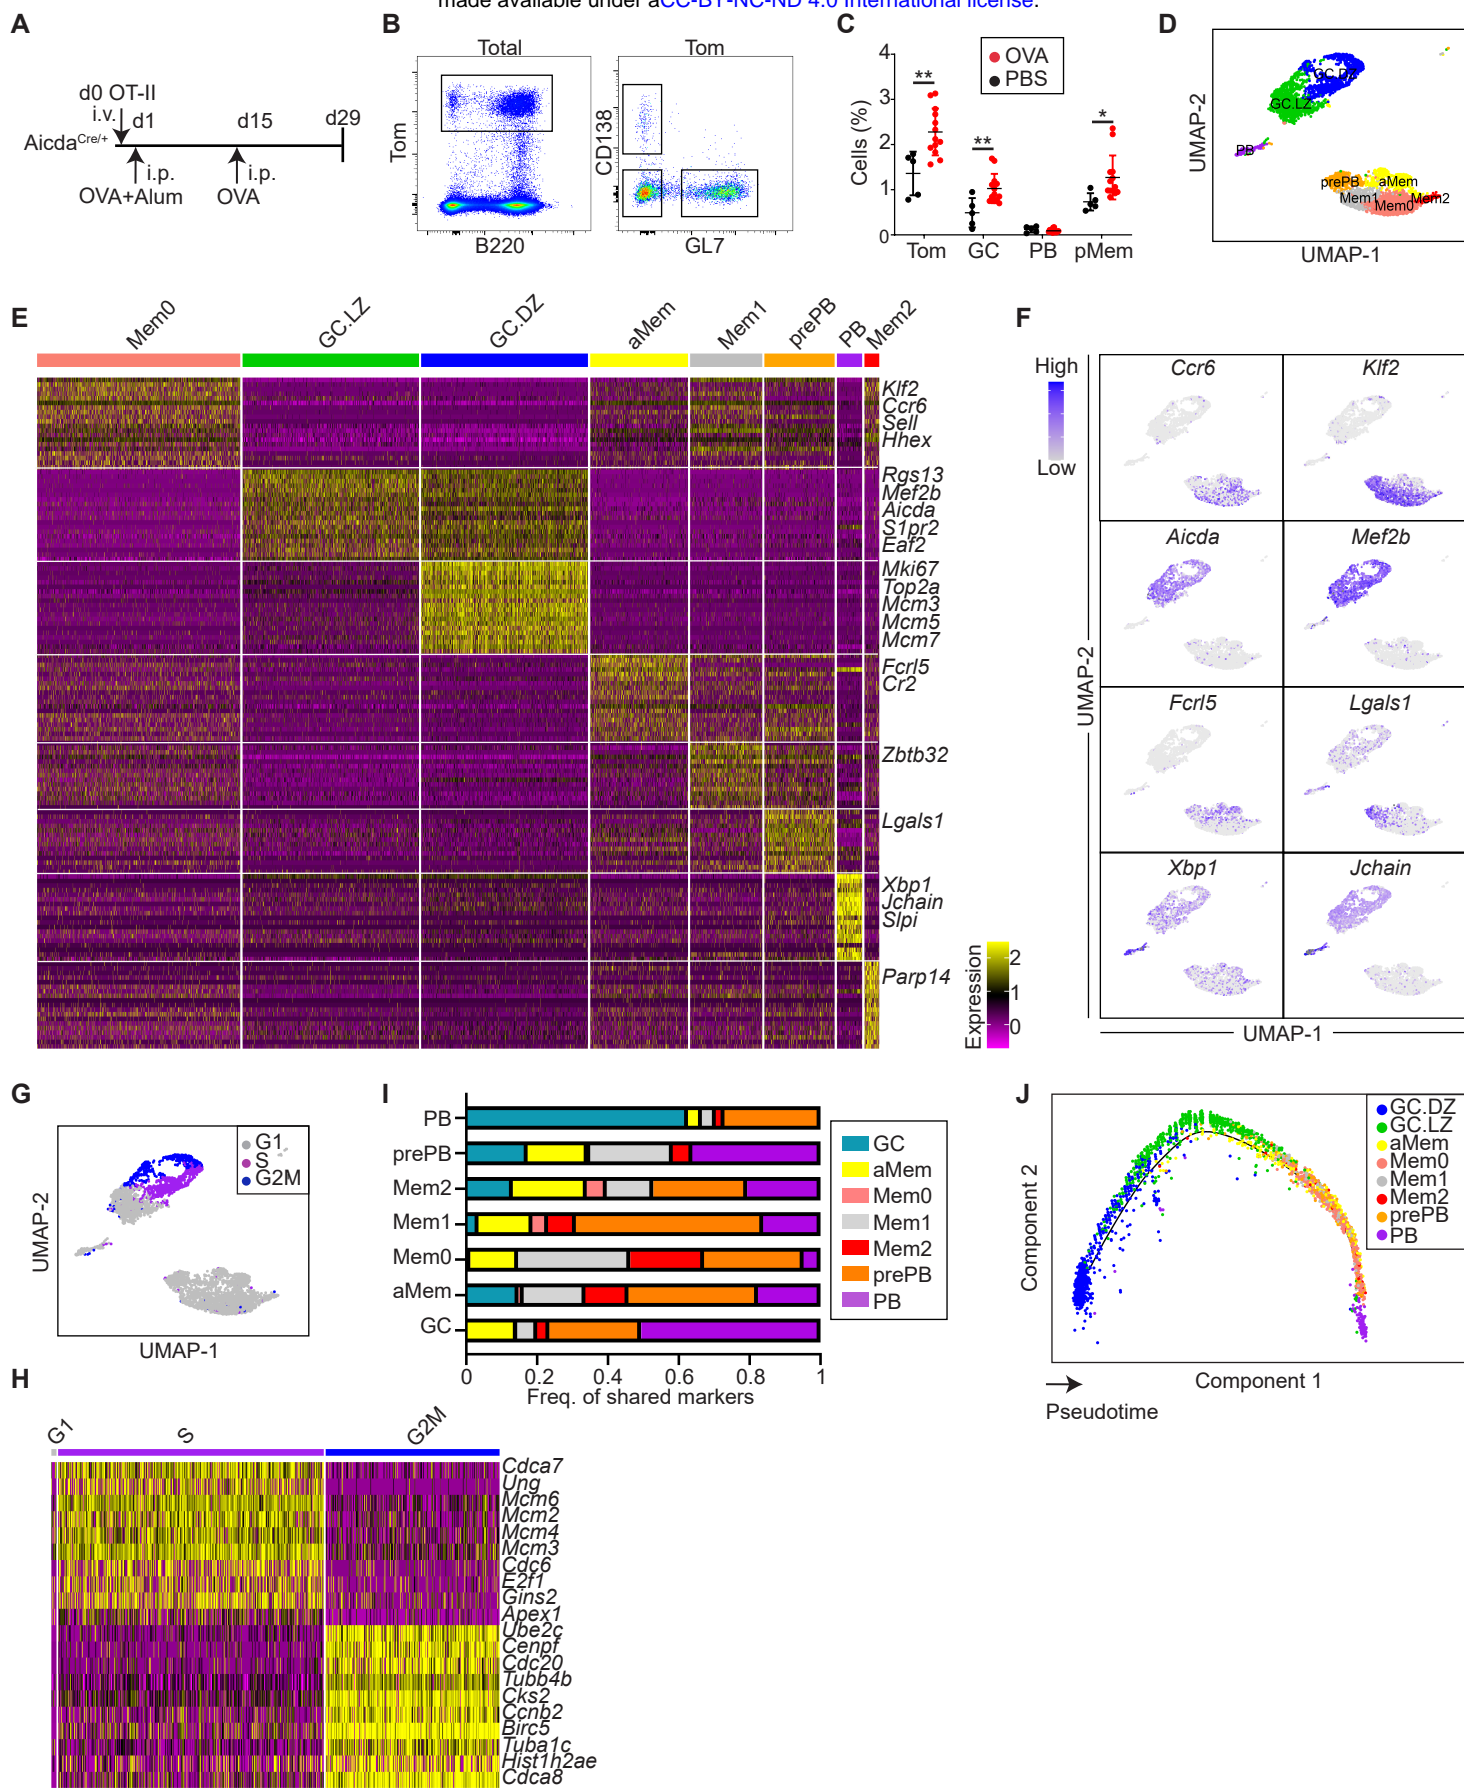 made available under aCC-BY-NC-ND 4.0 International license.
A
d0 OT-II
i.v.
d1
d15
d29
Aicda^Cre/+
i.p.
i.p.
OVA+Alum
OVA
B
Total
Tom
Tom
CD138
B220
GL7
C
OVA
PBS
Cells (%)
4
3
2
1
0
**
**
*
Tom
GC
PB
pMem
D
UMAP-2
GC.DZ
GC.LZ
PB
prePB
aMem
Mem1
Mem0
Mem2
UMAP-1
E
Mem0
GC.LZ
GC.DZ
aMem
Mem1
prePB
PB
Mem2
Klf2
Ccr6
Sell
Hhex
Rgs13
Mef2b
Aicda
S1pr2
Eaf2
Mki67
Top2a
Mcm3
Mcm5
Mcm7
Fcrl5
Cr2
Zbtb32
Lgals1
Xbp1
Jchain
Slpi
Parp14
Expression
2
1
0
F
High
Low
Ccr6
Klf2
Aicda
Mef2b
Fcrl5
Lgals1
Xbp1
Jchain
UMAP-2
UMAP-1
G
G1
S
G2M
UMAP-2
UMAP-1
I
PB
prePB
Mem2
Mem1
Mem0
aMem
GC
0
0.2
0.4
0.6
0.8
1
Freq. of shared markers
GC
aMem
Mem0
Mem1
Mem2
prePB
PB
J
GC.DZ
GC.LZ
aMem
Mem0
Mem1
Mem2
prePB
PB
Component 2
Component 1
Pseudotime
H
G1
S
G2M
Cdca7
Ung
Mcm6
Mcm2
Mcm4
Mcm3
Cdc6
E2f1
Gins2
Apex1
Ube2c
Cenpf
Cdc20
Tubb4b
Cks2
Ccnb2
Birc5
Tuba1c
Hist1h2ae
Cdca8